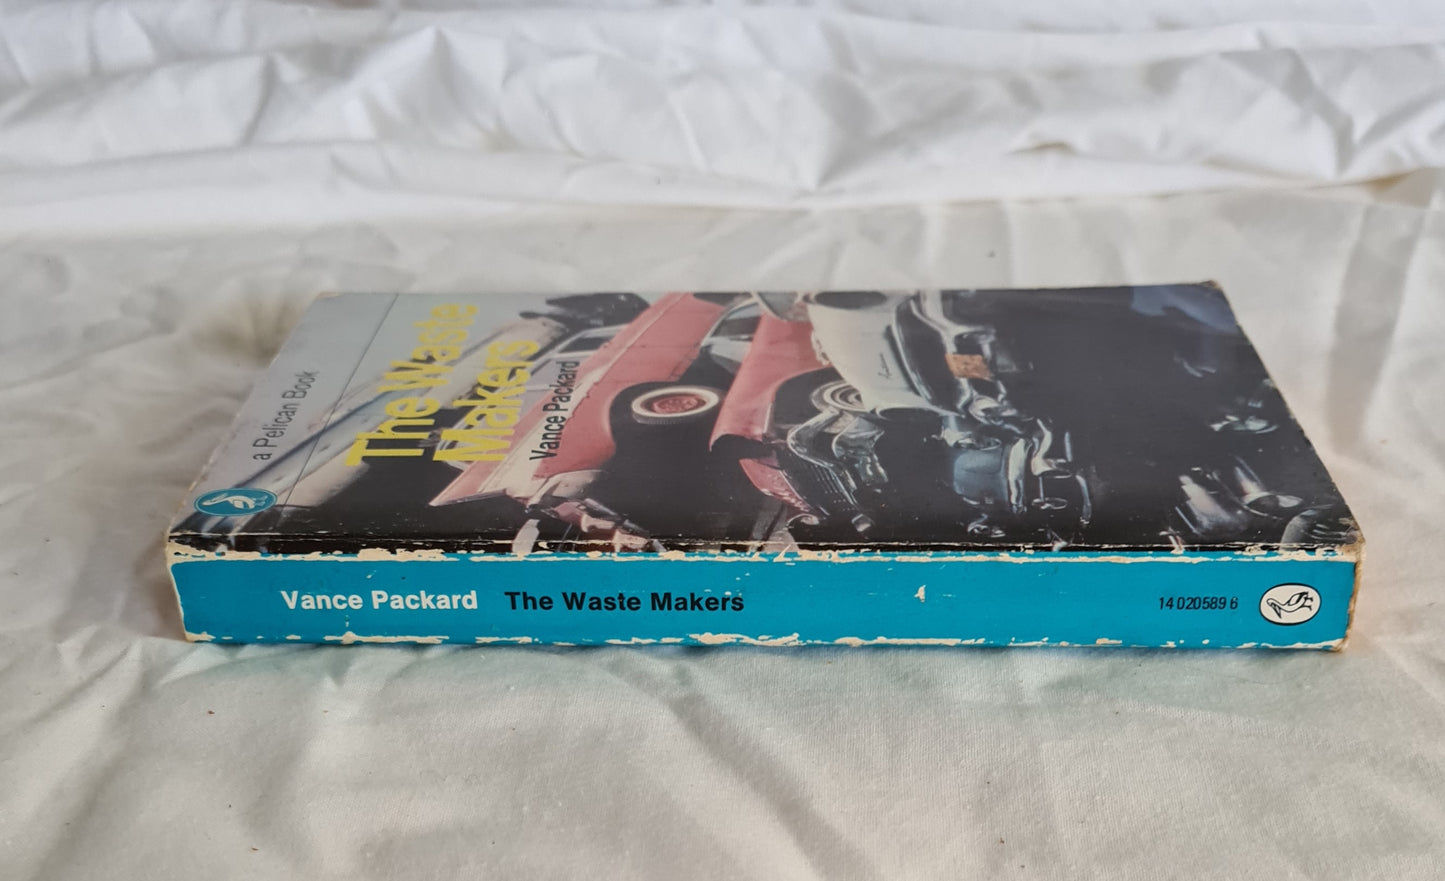 a Pelican Book
The Waste
Makers
Vance Packard
Vance Packard The Waste Makers 14 020589 6